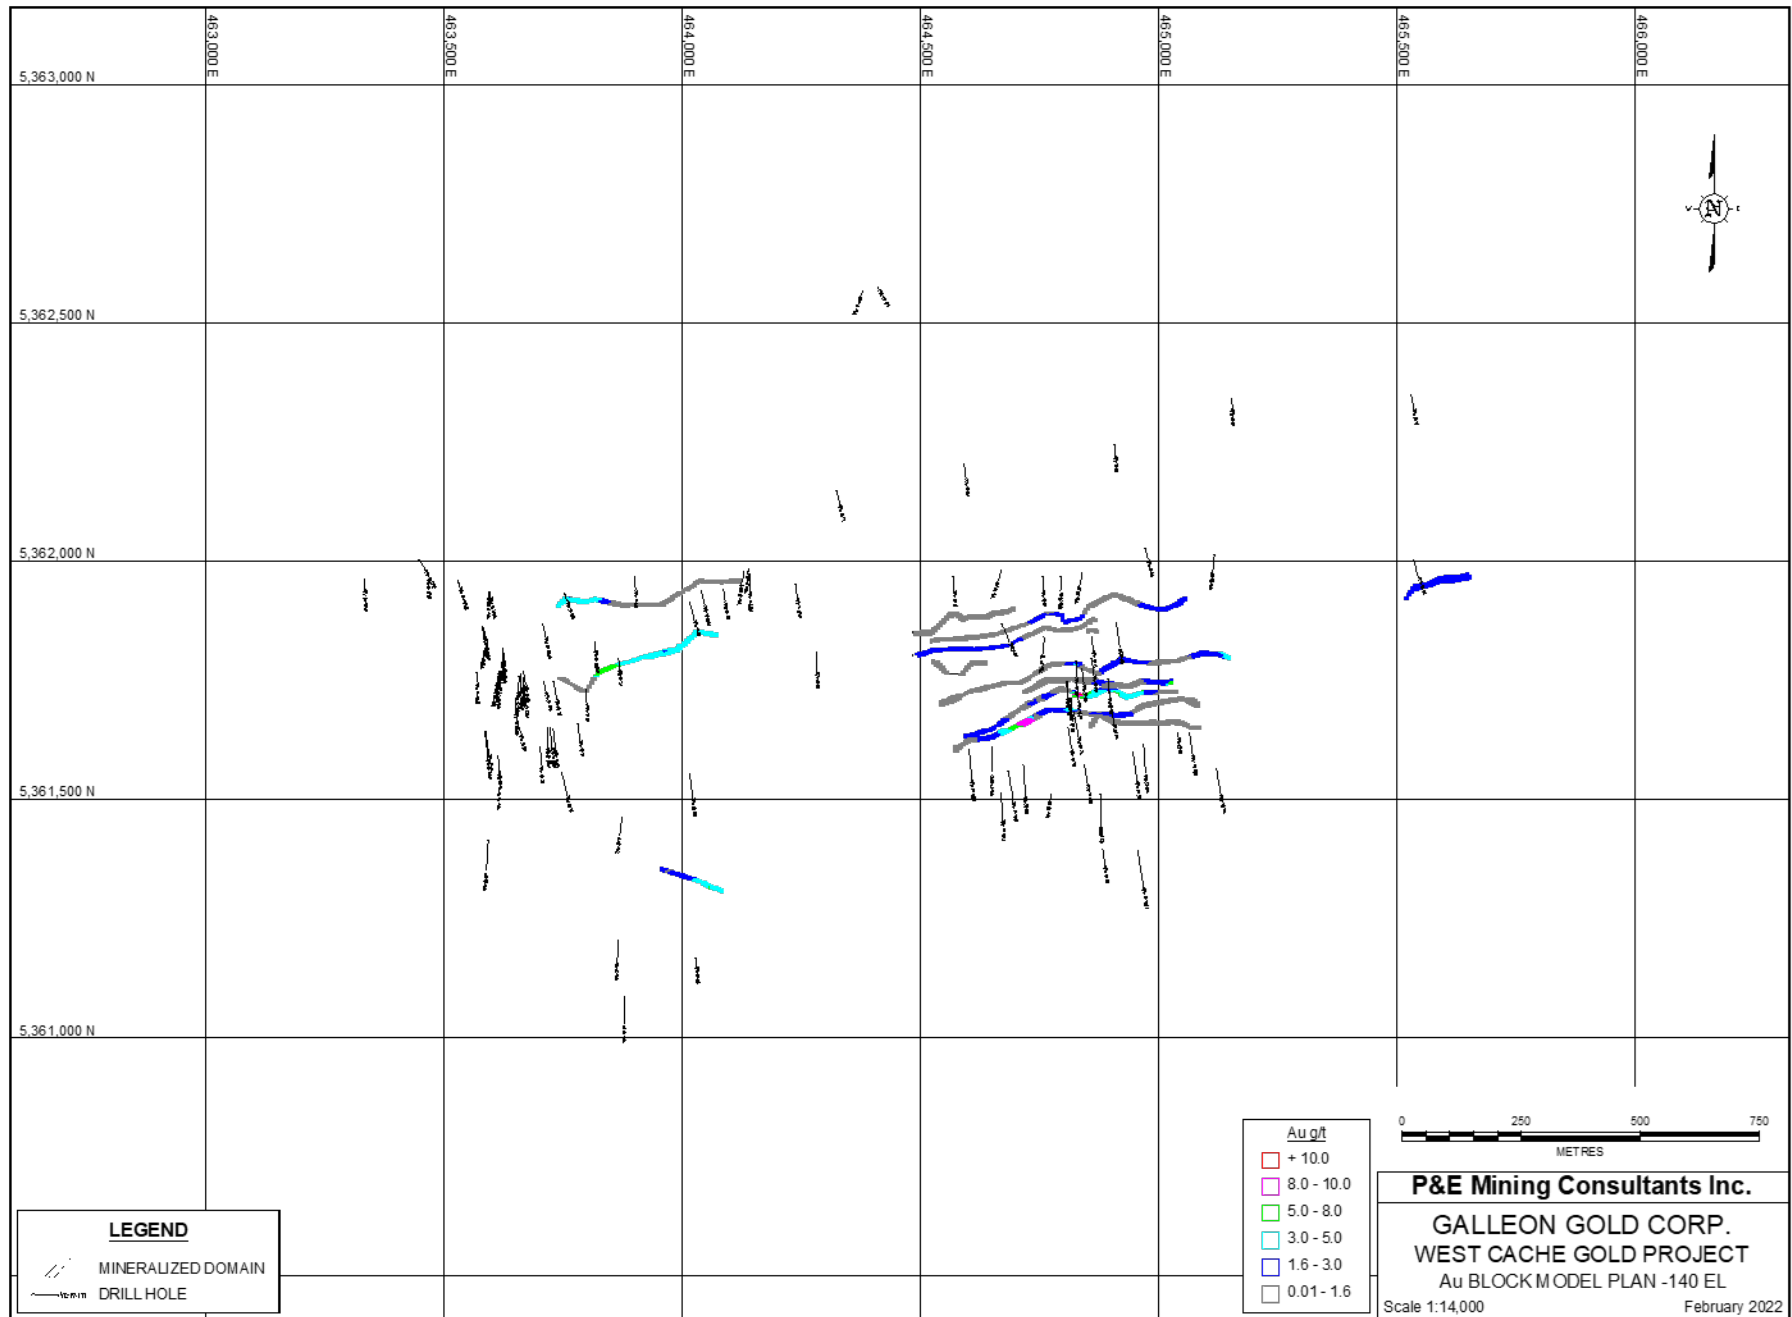 463,000 E
463,500 E
464,000 E
464,500 E
465,000 E
465,500 E
466,000 E
5,363,000 N
5,362,500 N
5,362,000 N
5,361,500 N
5,361,000 N
N
0 250 500 750
METRES
Au g/t
+ 10.0
8.0 - 10.0
5.0 - 8.0
3.0 - 5.0
1.6 - 3.0
0.01 - 1.6
P&E Mining Consultants Inc.
GALLEON GOLD CORP.
WEST CACHE GOLD PROJECT
Au BLOCK MODEL PLAN -140 EL
Scale 1:14,000 February 2022
LEGEND
MINERALIZED DOMAIN
DRILL HOLE